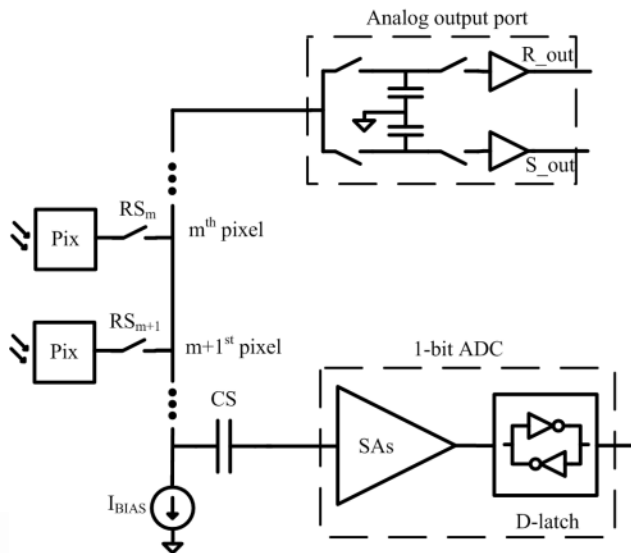 Analog output port
R_out
S_out
RSₘ
Pix
mᵗʰ pixel
RSₘ₊₁
Pix
m+1ˢᵗ pixel
1-bit ADC
CS
SAs
I_BIAS
D-latch